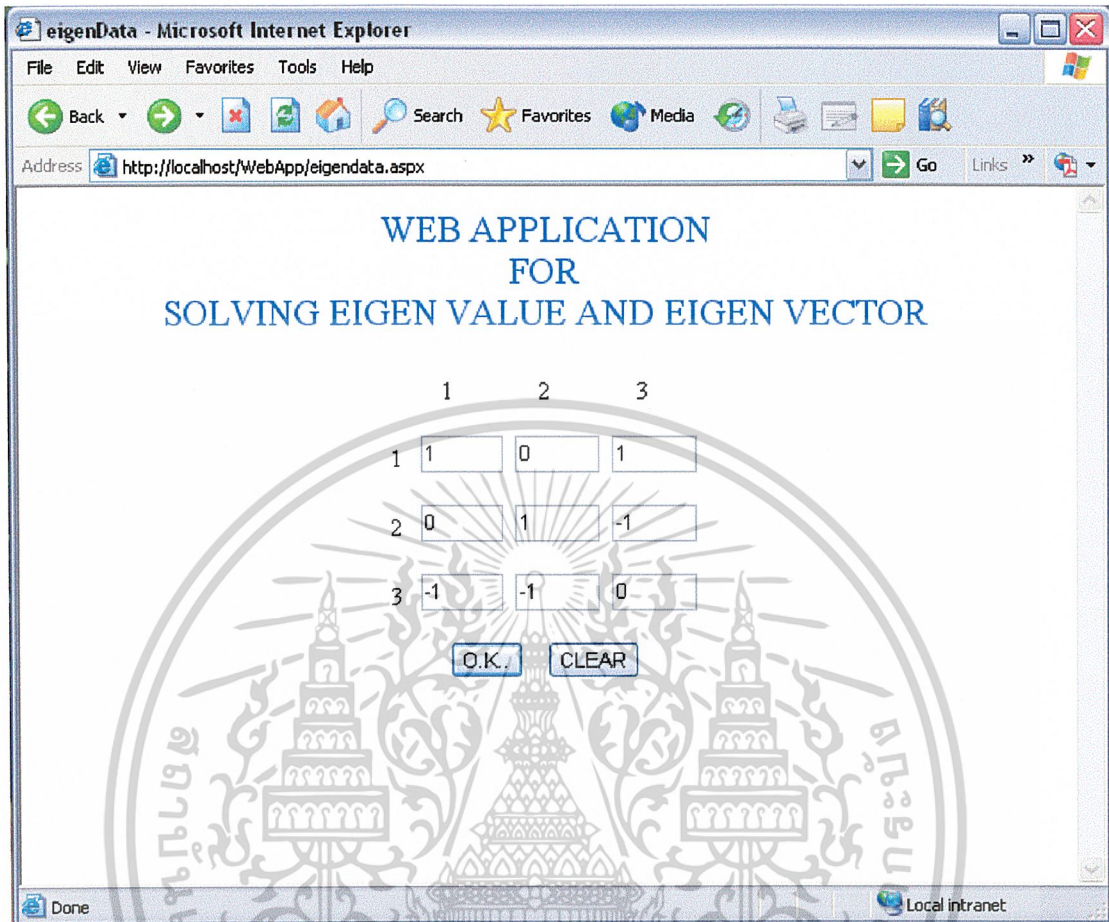 eigenData - Microsoft Internet Explorer
File Edit View Favorites Tools Help
Back Search Favorites Media
Address http://localhost/WebApp/eigendata.aspx Go Links »
WEB APPLICATION
FOR
SOLVING EIGEN VALUE AND EIGEN VECTOR
1 2 3
1 1 0 1
2 0 1 -1
3 -1 -1 0
O.K. CLEAR
Done Local intranet